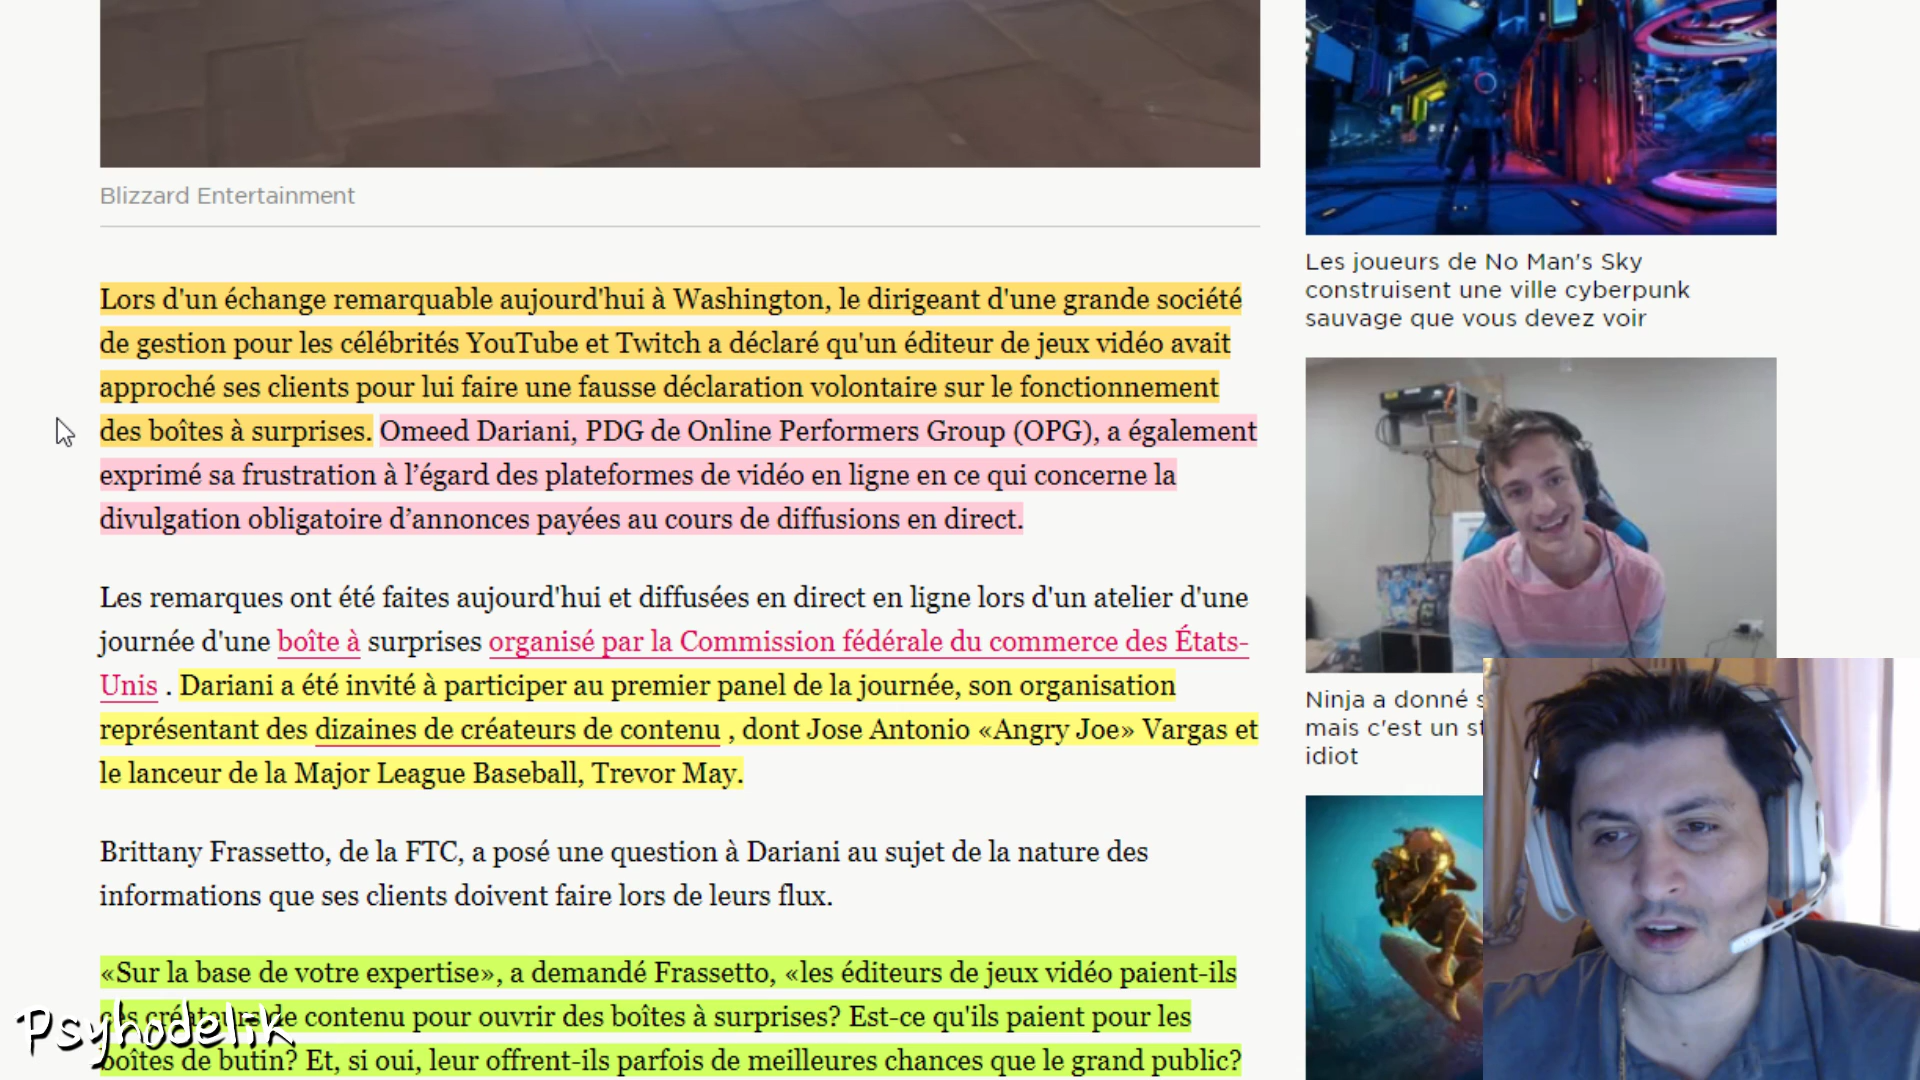 Blizzard Entertainment
Lors d'un échange remarquable aujourd'hui à Washington, le dirigeant d'une grande société
de gestion pour les célébrités YouTube et Twitch a déclaré qu'un éditeur de jeux vidéo avait
approché ses clients pour lui faire une fausse déclaration volontaire sur le fonctionnement
des boîtes à surprises. Omeed Dariani, PDG de Online Performers Group (OPG), a également
exprimé sa frustration à l’égard des plateformes de vidéo en ligne en ce qui concerne la
divulgation obligatoire d’annonces payées au cours de diffusions en direct.
Les remarques ont été faites aujourd'hui et diffusées en direct en ligne lors d'un atelier d'une
journée d'une boîte à surprises organisé par la Commission fédérale du commerce des États-
Unis . Dariani a été invité à participer au premier panel de la journée, son organisation
représentant des dizaines de créateurs de contenu , dont Jose Antonio «Angry Joe» Vargas et
le lanceur de la Major League Baseball, Trevor May.
Brittany Frassetto, de la FTC, a posé une question à Dariani au sujet de la nature des
informations que ses clients doivent faire lors de leurs flux.
«Sur la base de votre expertise», a demandé Frassetto, «les éditeurs de jeux vidéo paient-ils
de contenu pour ouvrir des boîtes à surprises? Est-ce qu'ils paient pour les
boîtes de butin? Et, si oui, leur offrent-ils parfois de meilleures chances que le grand public?
Psyhodelik
Les joueurs de No Man's Sky
construisent une ville cyberpunk
sauvage que vous devez voir
Ninja a donné
mais c'est un
idiot